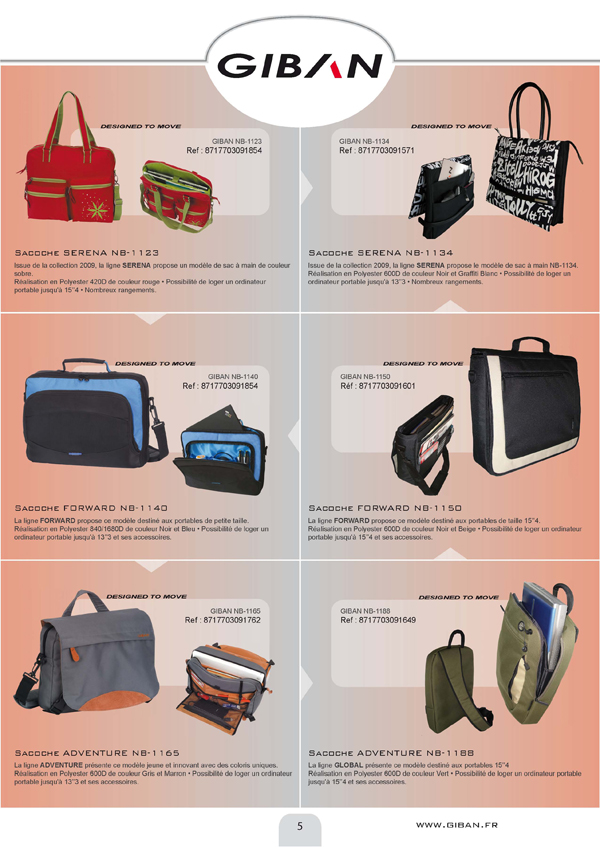 GIBAN
DESIGNED TO MOVE
GIBAN NB-1123
Ref : 8717703091854
Sacoche SERENA NB-1123
Issue de la collection 2009, la ligne SERENA propose un modèle de sac à main de couleur
sobre.
Réalisation en Polyester 420D de couleur rouge • Possibilité de loger un ordinateur
portable jusqu'à 15"4 • Nombreux rangements.
DESIGNED TO MOVE
GIBAN NB-1134
Ref : 8717703091571
Sacoche SERENA NB-1134
Issue de la collection 2009, la ligne SERENA propose le modèle de sac à main NB-1134.
Réalisation en Polyester 600D de couleur Noir et Graffiti Blanc • Possibilité de loger un
ordinateur portable jusqu'à 13"3 • Nombreux rangements.
DESIGNED TO MOVE
GIBAN NB-1140
Ref : 8717703091854
Sacoche FORWARD NB-1140
La ligne FORWARD propose ce modèle destiné aux portables de petite taille.
Réalisation en Polyester 840/1680D de couleur Noir et Bleu • Possibilité de loger un
ordinateur portable jusqu'à 13"3 et ses accessoires.
DESIGNED TO MOVE
GIBAN NB-1150
Réf : 8717703091601
Sacoche FORWARD NB-1150
La ligne FORWARD propose ce modèle destiné aux portables de taille 15"4.
Réalisation en Polyester 600D de couleur Noir et Beige • Possibilité de loger un ordinateur
portable jusqu'à 15"4 et ses accessoires.
DESIGNED TO MOVE
GIBAN NB-1165
Ref : 8717703091762
Sacoche ADVENTURE NB-1165
La ligne ADVENTURE présente ce modèle jeune et innovant avec des coloris uniques.
Réalisation en Polyester 600D de couleur Gris et Marron • Possibilité de loger un ordinateur
portable jusqu'à 13"3 et ses accessoires
DESIGNED TO MOVE
GIBAN NB-1188
Ref : 8717703091649
Sacoche ADVENTURE NB-1188
La ligne GLOBAL présente ce modèle destiné aux portables 15"4
Réalisation en Polyester 600D de couleur Vert • Possibilité de loger un ordinateur portable
jusqu'à 15"4 et ses accessoires.
5
www.giban.fr